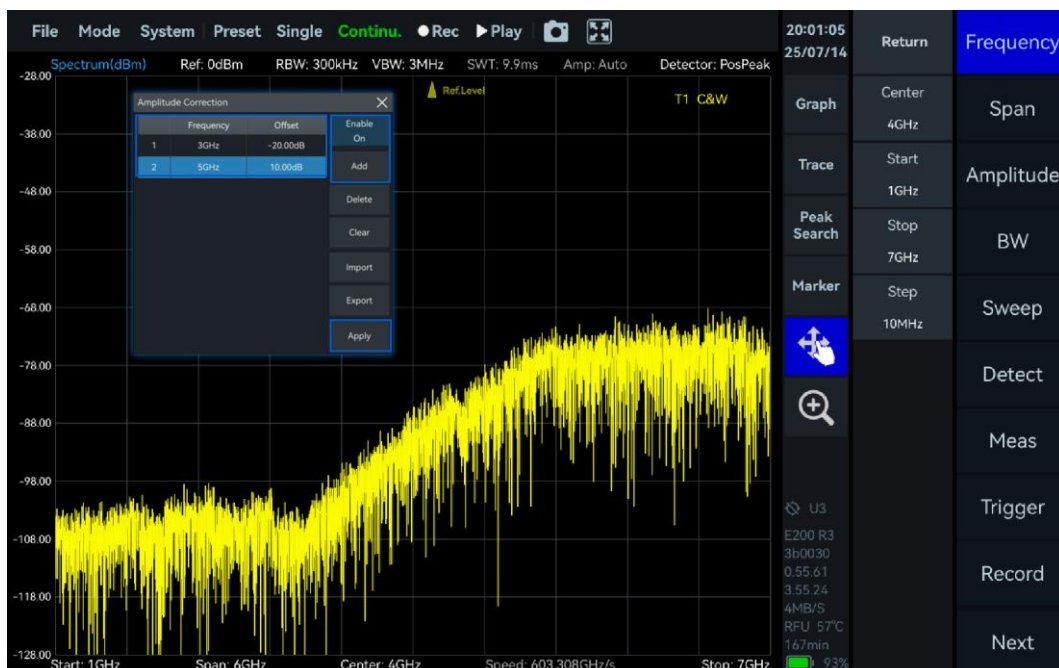 File Mode System Preset Single Continu. Rec Play
Spectrum(dBm) Ref: 0dBm RBW: 300kHz VBW: 3MHz SWT: 9.9ms Amp: Auto Detector: PosPeak
Ref.Level
T1 C&W
-28.00
-38.00
-48.00
-58.00
-68.00
-78.00
-88.00
-98.00
-108.00
-118.00
-128.00
Amplitude Correction
Frequency Offset
1 3GHz -20.00dB
2 5GHz 10.00dB
Enable
On
Add
Delete
Clear
Import
Export
Apply
Start: 1GHz Span: 6GHz Center: 4GHz Speed: 603.308GHz/s Stop: 7GHz
20:01:05
25/07/14
Graph
Trace
Peak
Search
Marker
U3
E200 R3
3b0030
0.55.61
3.55.24
4MB/S
RFU 57°C
167min
93%
Return
Center
4GHz
Start
1GHz
Stop
7GHz
Step
10MHz
Frequency
Span
Amplitude
BW
Sweep
Detect
Meas
Trigger
Record
Next